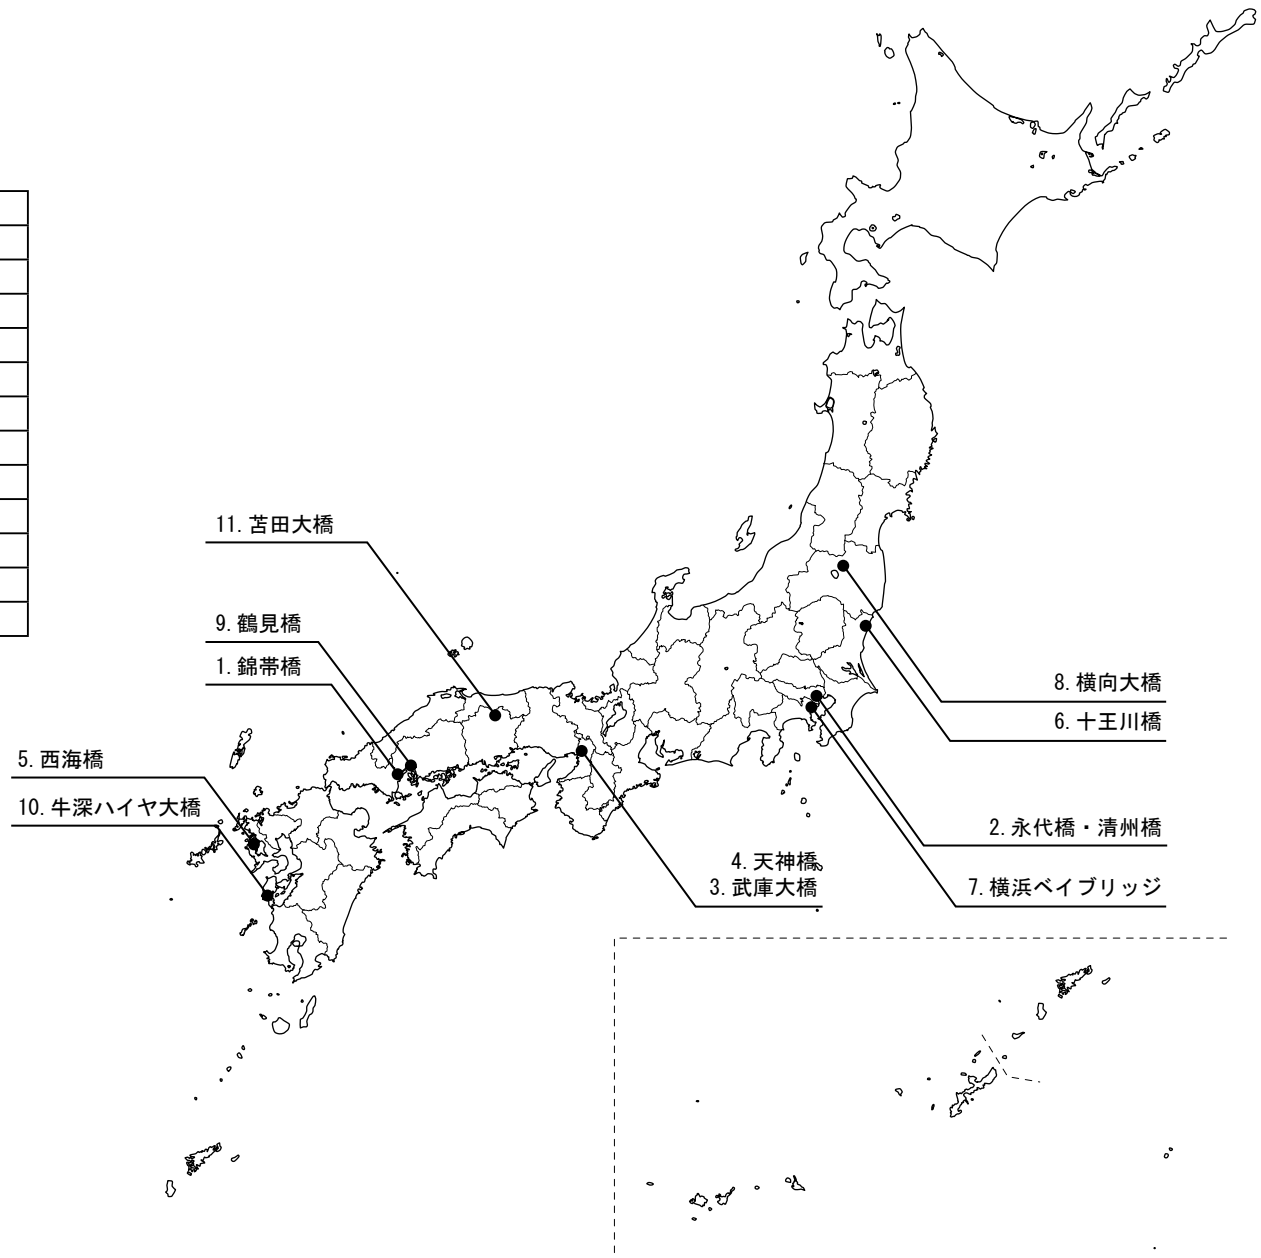 11. 苫田大橋
9. 鶴見橋
1. 錦帯橋
5. 西海橋
10. 牛深ハイヤ大橋
8. 横向大橋
6. 十王川橋
2. 永代橋・清州橋
4. 天神橋
3. 武庫大橋
7. 横浜ベイブリッジ